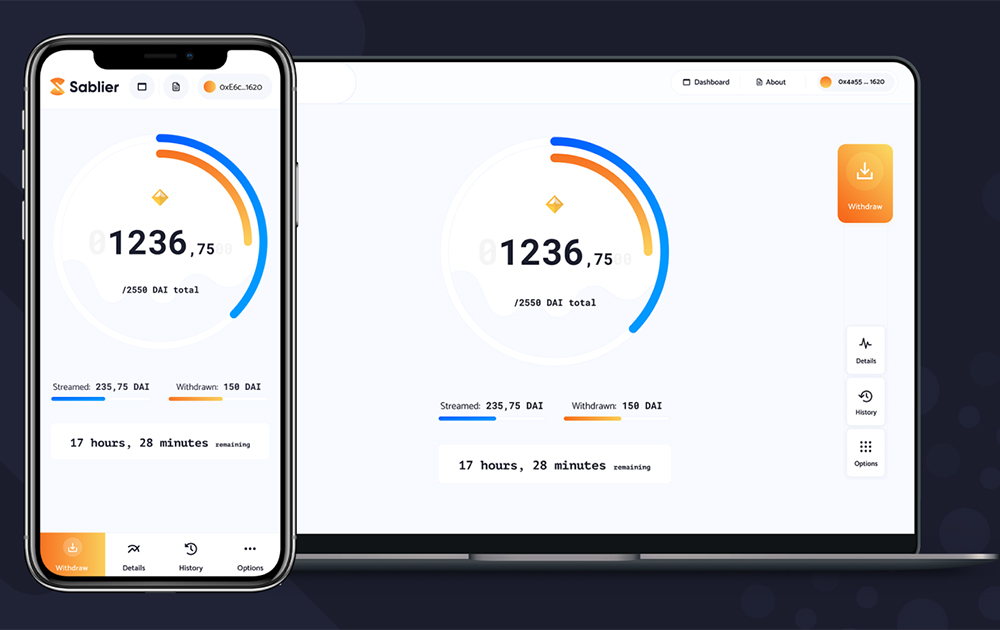 Sablier
0xE6c...1620
01236,7500
/2550 DAI total
Streamed: 235,75 DAI
Withdrawn: 150 DAI
17 hours, 28 minutes remaining
Withdraw
Details
History
Options
Dashboard
About
0x4a55 ... 1620
01236,7500
/2550 DAI total
Streamed: 235,75 DAI
Withdrawn: 150 DAI
17 hours, 28 minutes remaining
Withdraw
Details
History
Options